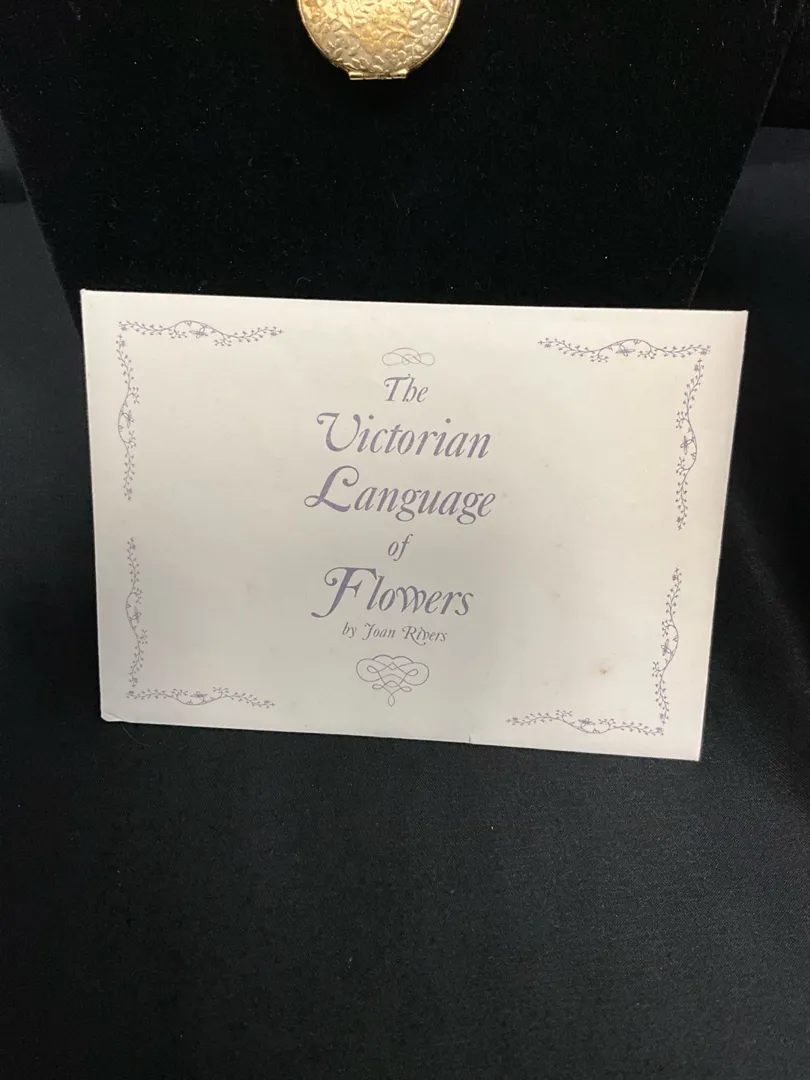 The
Victorian
Language
of
Flowers
by Joan Rivers